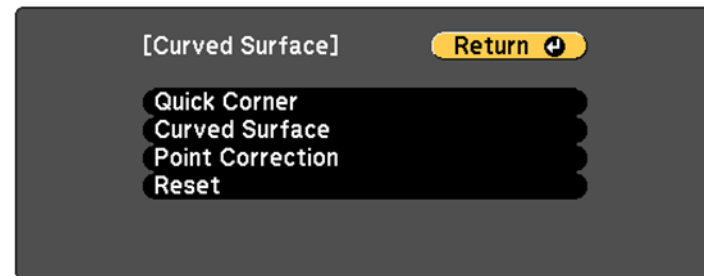 [Curved Surface] Return
Quick Corner
Curved Surface
Point Correction
Reset